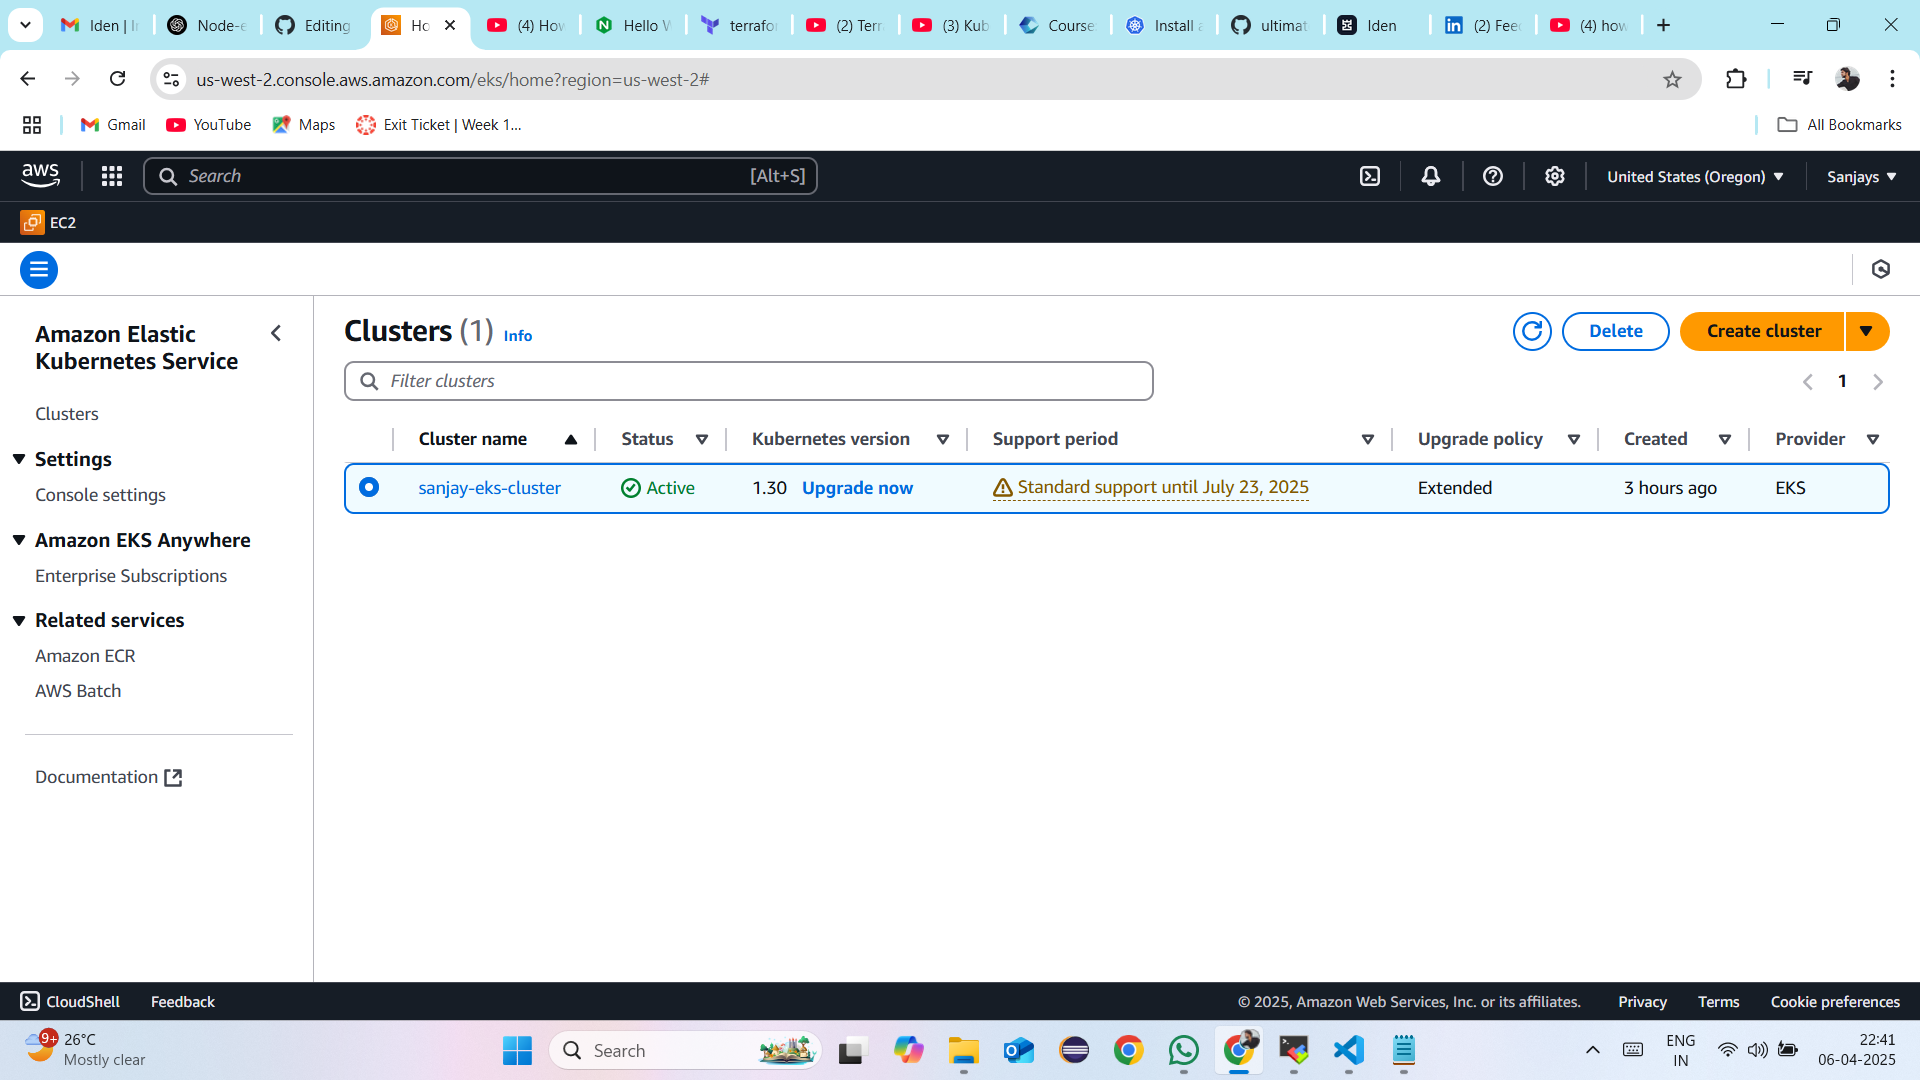 Iden | In
Node-e
Editing
Ho
(4) How
Hello W
terrafor
(2) Terr
(3) Kub
Course
Install a
ultimat
Iden
(2) Fee
(4) how
us-west-2.console.aws.amazon.com/eks/home?region=us-west-2#
Gmail
YouTube
Maps
Exit Ticket | Week 1...
All Bookmarks
aws
Search
[Alt+S]
United States (Oregon)
Sanjays
EC2
Amazon Elastic
Kubernetes Service
Clusters
Settings
Console settings
Amazon EKS Anywhere
Enterprise Subscriptions
Related services
Amazon ECR
AWS Batch
Documentation
Clusters (1) Info
Delete
Create cluster
Filter clusters
1
Cluster name Status Kubernetes version Support period Upgrade policy Created Provider
sanjay-eks-cluster Active 1.30 Upgrade now Standard support until July 23, 2025 Extended 3 hours ago EKS
CloudShell
Feedback
© 2025, Amazon Web Services, Inc. or its affiliates.
Privacy
Terms
Cookie preferences
9+
26°C
Mostly clear
Search
ENG
IN
22:41
06-04-2025